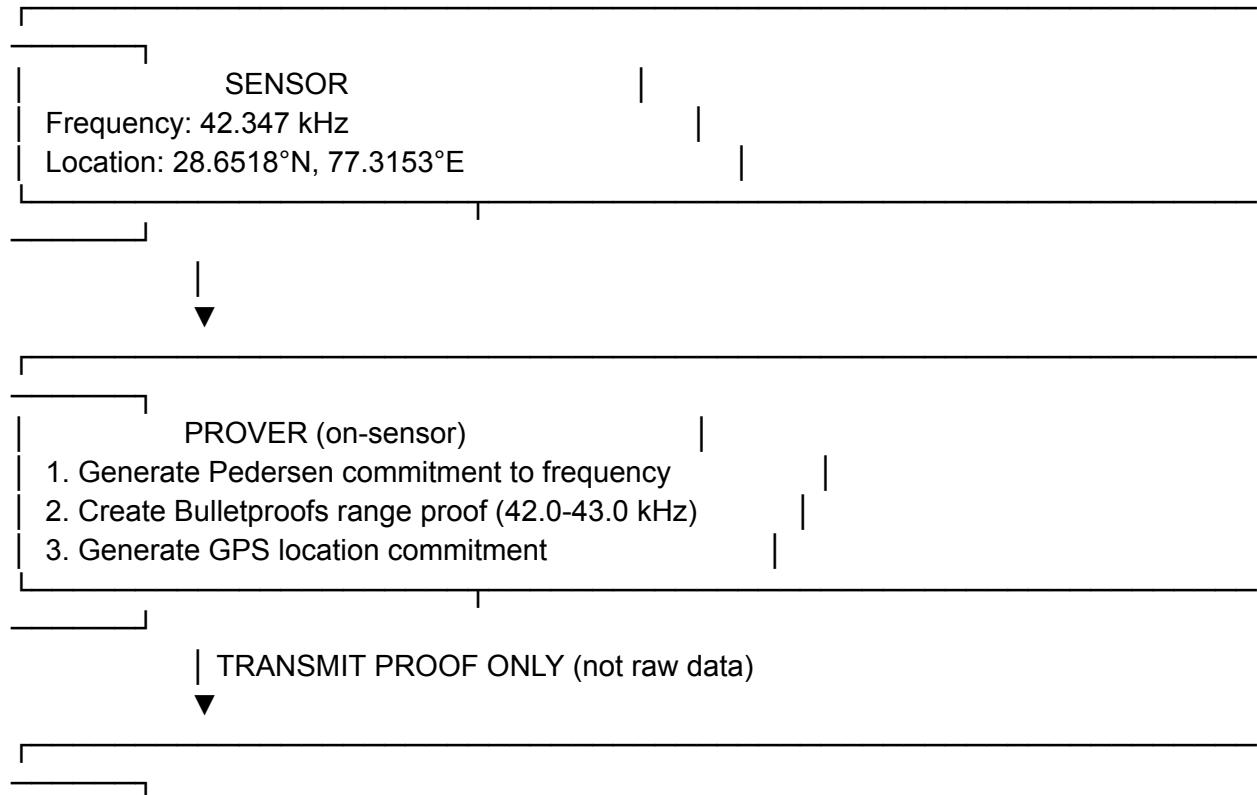 SENSOR
Frequency: 42.347 kHz
Location: 28.6518°N, 77.3153°E
PROVER (on-sensor)
1. Generate Pedersen commitment to frequency
2. Create Bulletproofs range proof (42.0-43.0 kHz)
3. Generate GPS location commitment
TRANSMIT PROOF ONLY (not raw data)